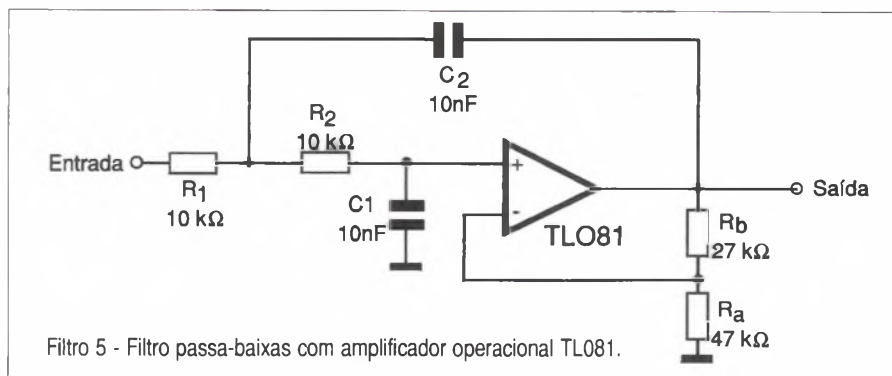 C2
10nF
R2
10 kΩ
Entrada
R1
10 kΩ
C1
10nF
+
-
TLO81
Saída
Rb
27 kΩ
Ra
47 kΩ
Filtro 5 - Filtro passa-baixas com amplificador operacional TL081.